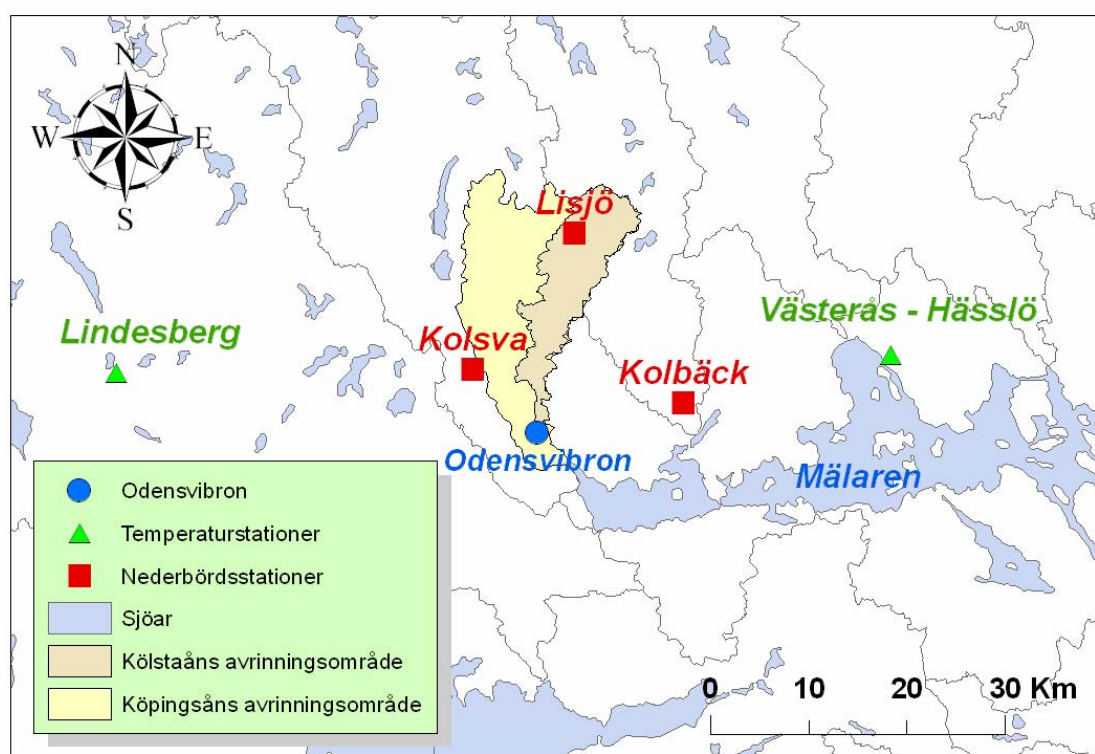 N
W E
S
Lisjö
Lindesberg
Kolsva
Västerås - Hässlö
Kolbäck
Odensvibron
Mälaren
Odensvibron
Temperaturstationer
Nederbördsstationer
Sjöar
Kölstaåns avrinningsområde
Köpingsåns avrinningsområde
0 10 20 30 Km